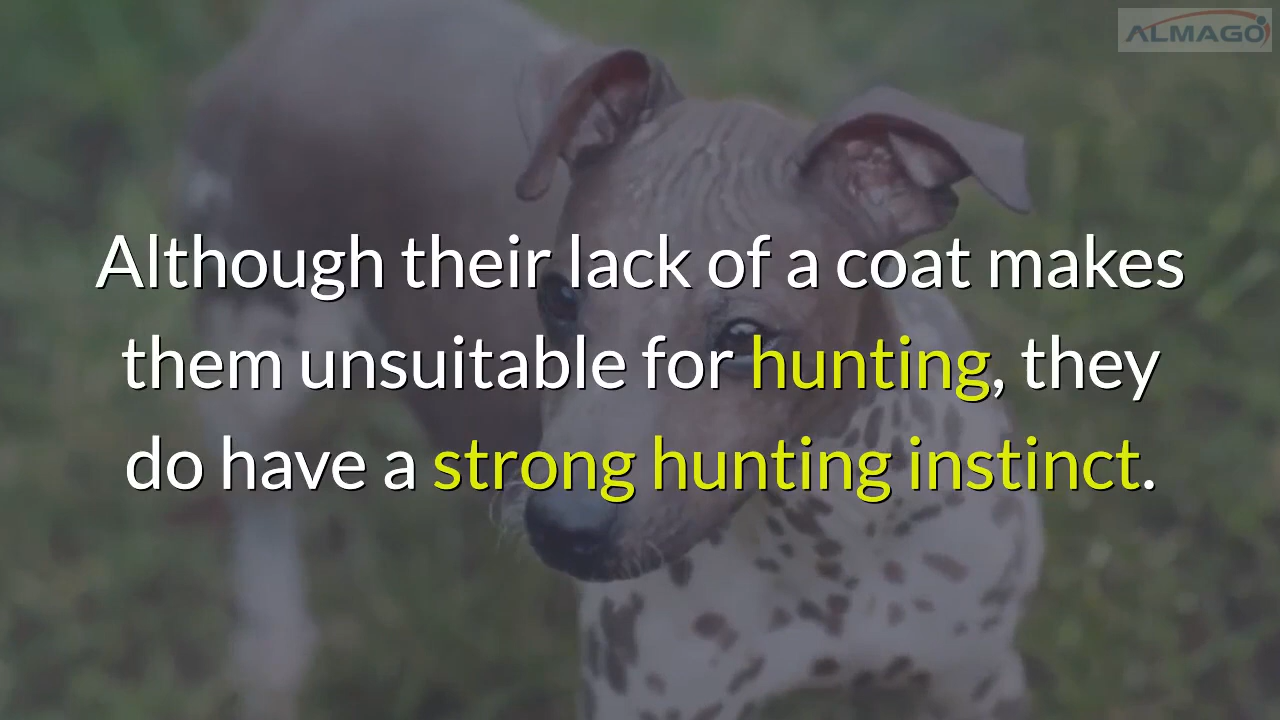 ALMAGO
Although their lack of a coat makes
them unsuitable for hunting, they
do have a strong hunting instinct.